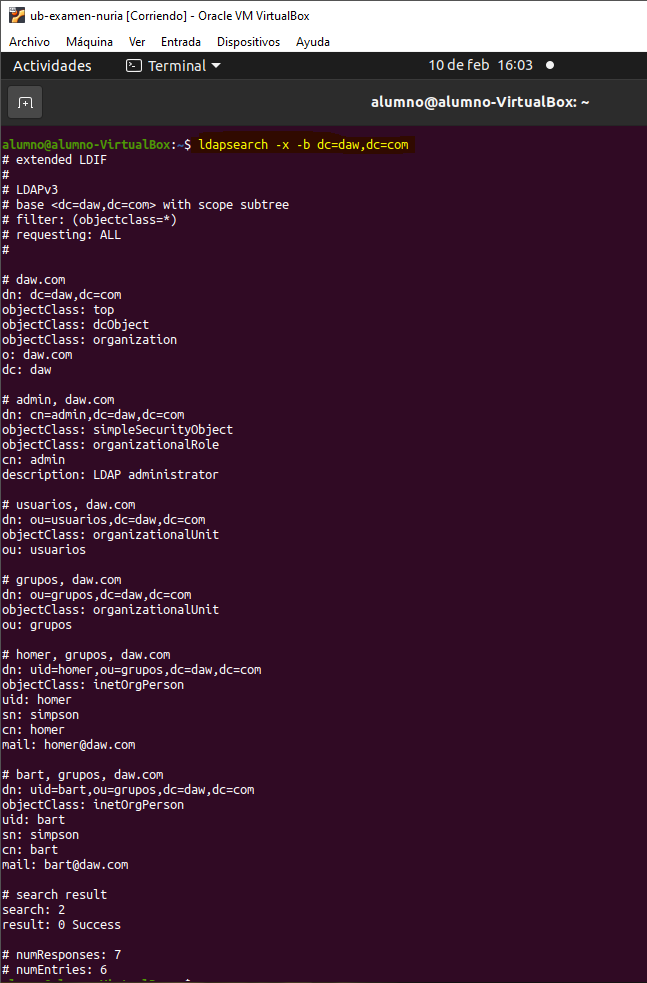 ub-examen-nuria [Corriendo] - Oracle VM VirtualBox
Archivo Máquina Ver Entrada Dispositivos Ayuda
Actividades Terminal 10 de feb 16:03
alumno@alumno-VirtualBox: ~
alumno@alumno-VirtualBox:~$ ldapsearch -x -b dc=daw,dc=com
# extended LDIF
#
# LDAPv3
# base <dc=daw,dc=com> with scope subtree
# filter: (objectclass=*)
# requesting: ALL
#
# daw.com
dn: dc=daw,dc=com
objectClass: top
objectClass: dcObject
objectClass: organization
o: daw.com
dc: daw
# admin, daw.com
dn: cn=admin,dc=daw,dc=com
objectClass: simpleSecurityObject
objectClass: organizationalRole
cn: admin
description: LDAP administrator
# usuarios, daw.com
dn: ou=usuarios,dc=daw,dc=com
objectClass: organizationalUnit
ou: usuarios
# grupos, daw.com
dn: ou=grupos,dc=daw,dc=com
objectClass: organizationalUnit
ou: grupos
# homer, grupos, daw.com
dn: uid=homer,ou=grupos,dc=daw,dc=com
objectClass: inetOrgPerson
uid: homer
sn: simpson
cn: homer
mail: homer@daw.com
# bart, grupos, daw.com
dn: uid=bart,ou=grupos,dc=daw,dc=com
objectClass: inetOrgPerson
uid: bart
sn: simpson
cn: bart
mail: bart@daw.com
# search result
search: 2
result: 0 Success
# numResponses: 7
# numEntries: 6